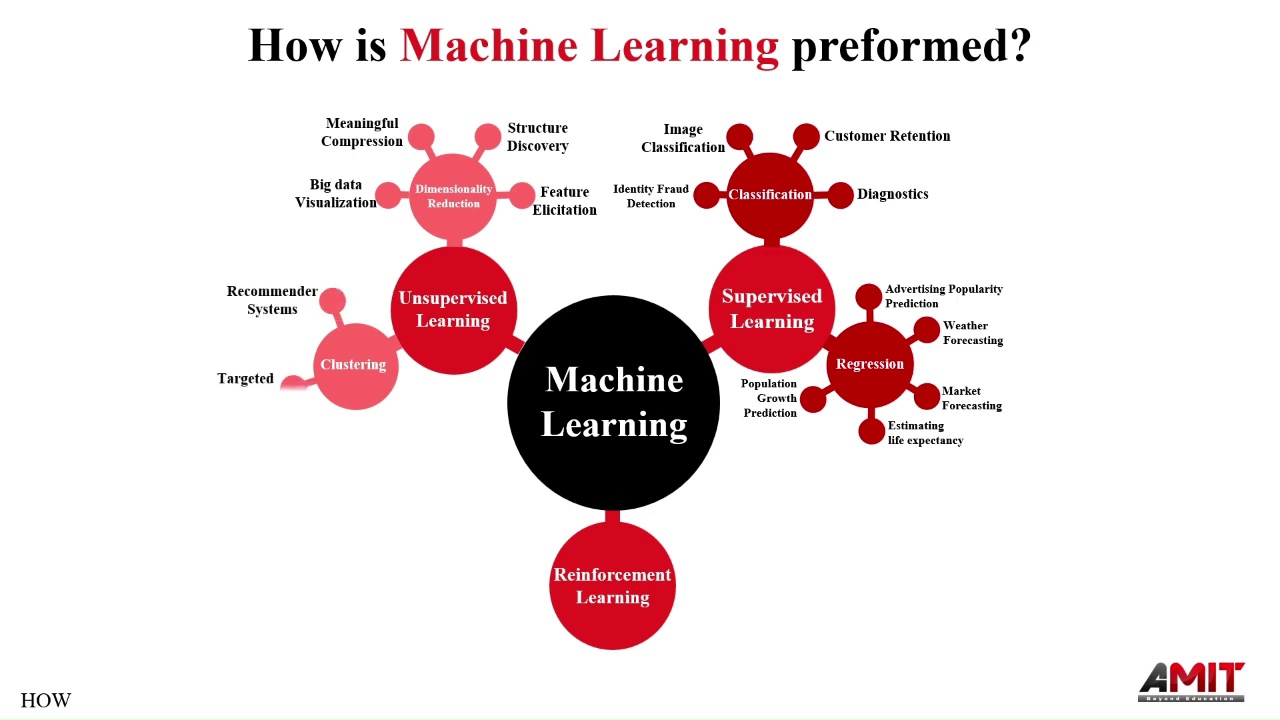 How is Machine Learning preformed?
Meaningful
Compression
Structure
Discovery
Big data
Visualization
Dimensionality
Reduction
Feature
Elicitation
Image
Classification
Customer Retention
Identity Fraud
Detection
Classification
Diagnostics
Unsupervised
Learning
Supervised
Learning
Recommender
Systems
Clustering
Targeted
Advertising Popularity
Prediction
Weather
Forecasting
Regression
Market
Forecasting
Population
Growth
Prediction
Estimating
life expectancy
Machine
Learning
Reinforcement
Learning
HOW
AMIT
Beyond Education